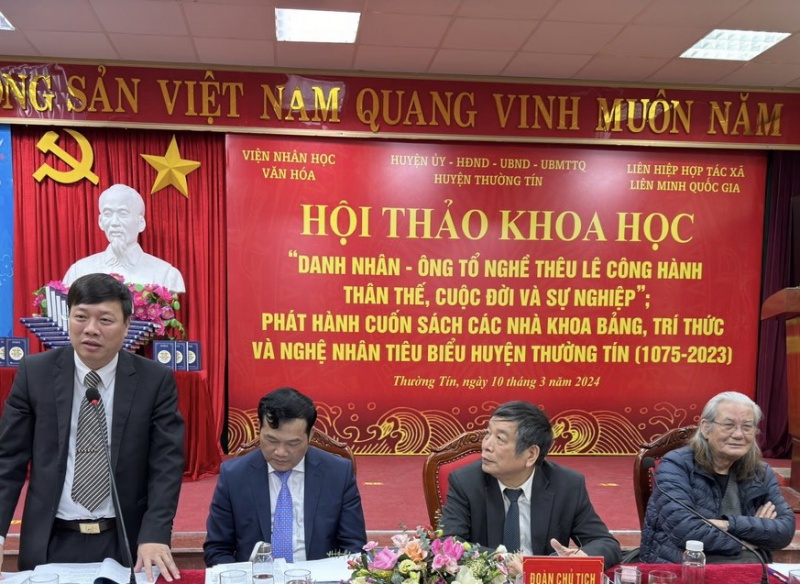 ỘNG SẢN VIỆT NAM QUANG VINH MUÔN NĂM
VIỆN NHÂN HỌC
VĂN HÓA
HUYỆN ỦY - HĐND - UBND - UBMTTQ
HUYỆN THƯỜNG TÍN
LIÊN HIỆP HỢP TÁC XÃ
LIÊN MINH QUỐC GIA
HỘI THẢO KHOA HỌC
“DANH NHÂN - ÔNG TỔ NGHỀ THÊU LÊ CÔNG HÀNH
THÂN THẾ, CUỘC ĐỜI VÀ SỰ NGHIỆP”;
PHÁT HÀNH CUỐN SÁCH CÁC NHÀ KHOA BẢNG, TRÍ THỨC
VÀ NGHỆ NHÂN TIÊU BIỂU HUYỆN THƯỜNG TÍN (1075-2023)
Thường Tín, ngày 10 tháng 3 năm 2024
ĐOÀN CHỦ TỊCH